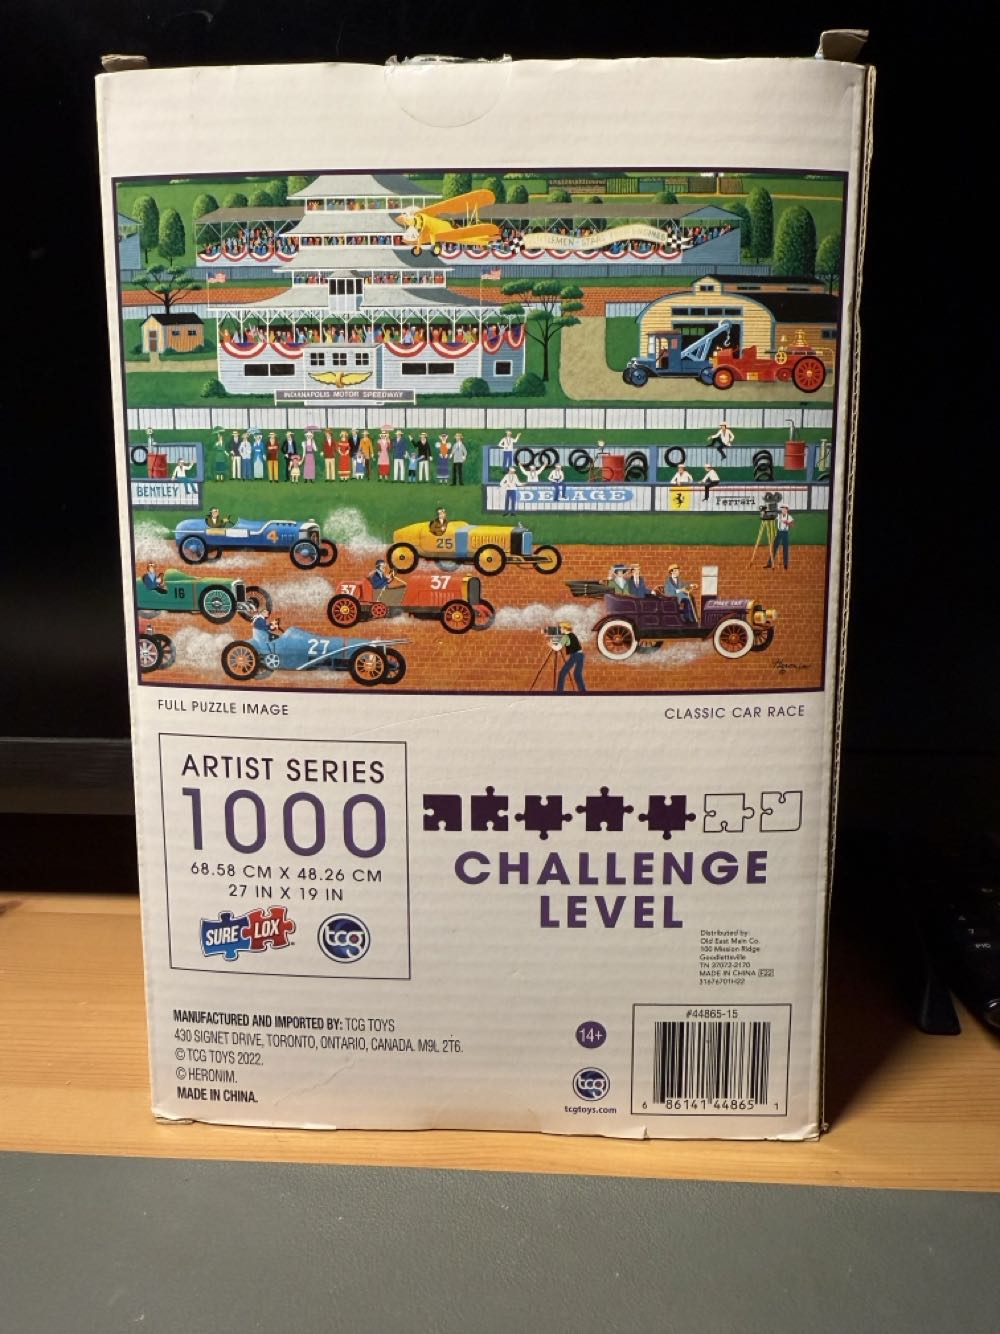 INDIANAPOLIS MOTOR SPEEDWAY
BENTLEY
DELAGE
Ferrari
4
25
16
37
37
27
PACE CAR
Heronim
FULL PUZZLE IMAGE
CLASSIC CAR RACE
ARTIST SERIES
1000
68.58 CM X 48.26 CM
27 IN X 19 IN
SURE LOX
tcg
CHALLENGE
LEVEL
Distributed by:
Old East Main Co.
100 Mission Ridge
Goodlettsville
TN 37072-2170
MADE IN CHINA F22
31676701H22
MANUFACTURED AND IMPORTED BY: TCG TOYS
430 SIGNET DRIVE, TORONTO, ONTARIO, CANADA. M9L 2T6.
© TCG TOYS 2022.
© HERONIM.
MADE IN CHINA.
14+
tcg
tcgtoys.com
#44865-15
6 86141 44865 1